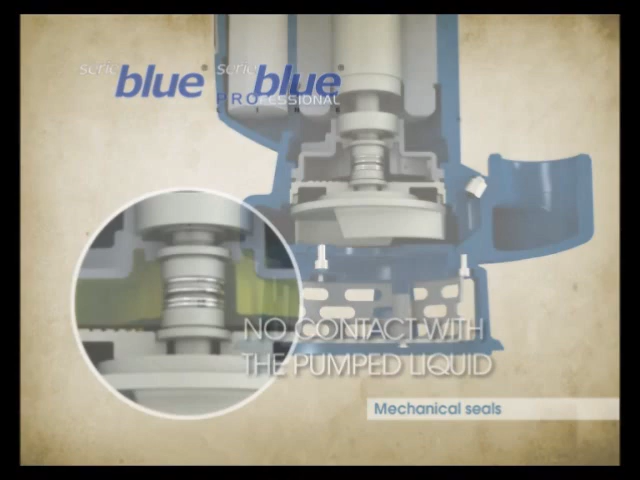 serie blue • serie blue
PROFESSIONAL
NO CONTACT WITH
THE PUMPED LIQUID
Mechanical seals